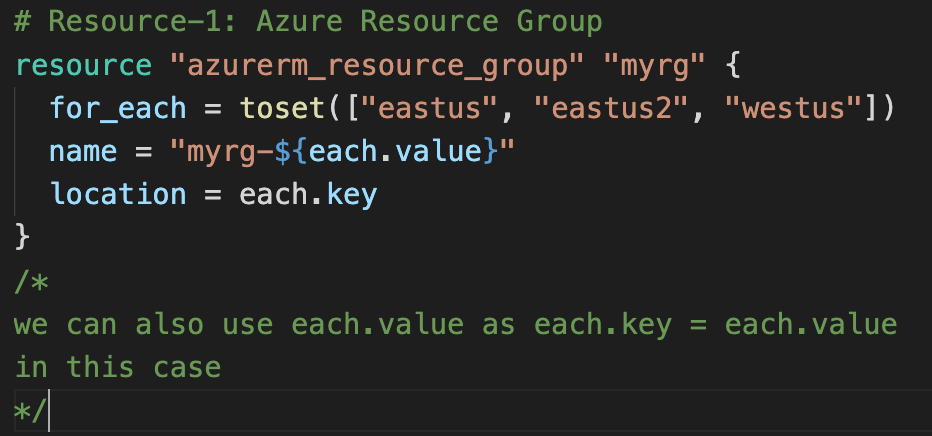 # Resource-1: Azure Resource Group
resource "azurerm_resource_group" "myrg" {
  for_each = toset(["eastus", "eastus2", "westus"])
  name = "myrg-${each.value}"
  location = each.key
}
/*
we can also use each.value as each.key = each.value
in this case
*/